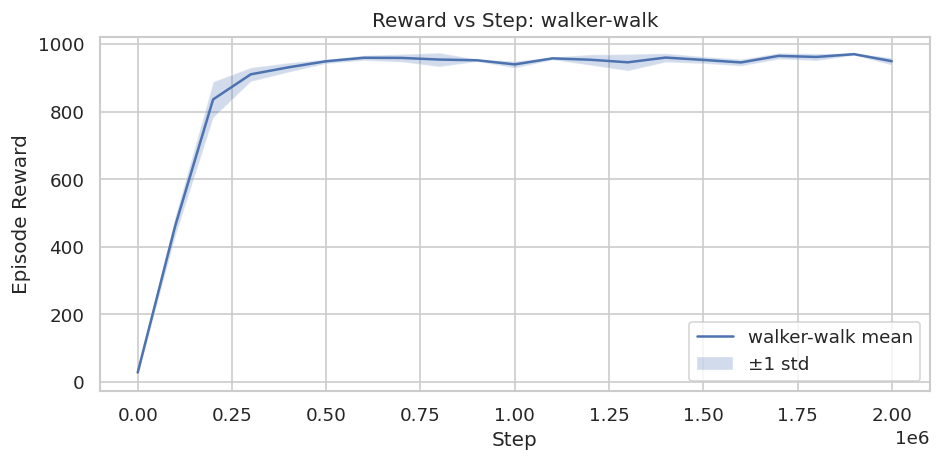 Reward vs Step: walker-walk
Episode Reward
1000
800
600
400
200
0
walker-walk mean
±1 std
0.00 0.25 0.50 0.75 1.00 1.25 1.50 1.75 2.00
1e6
Step